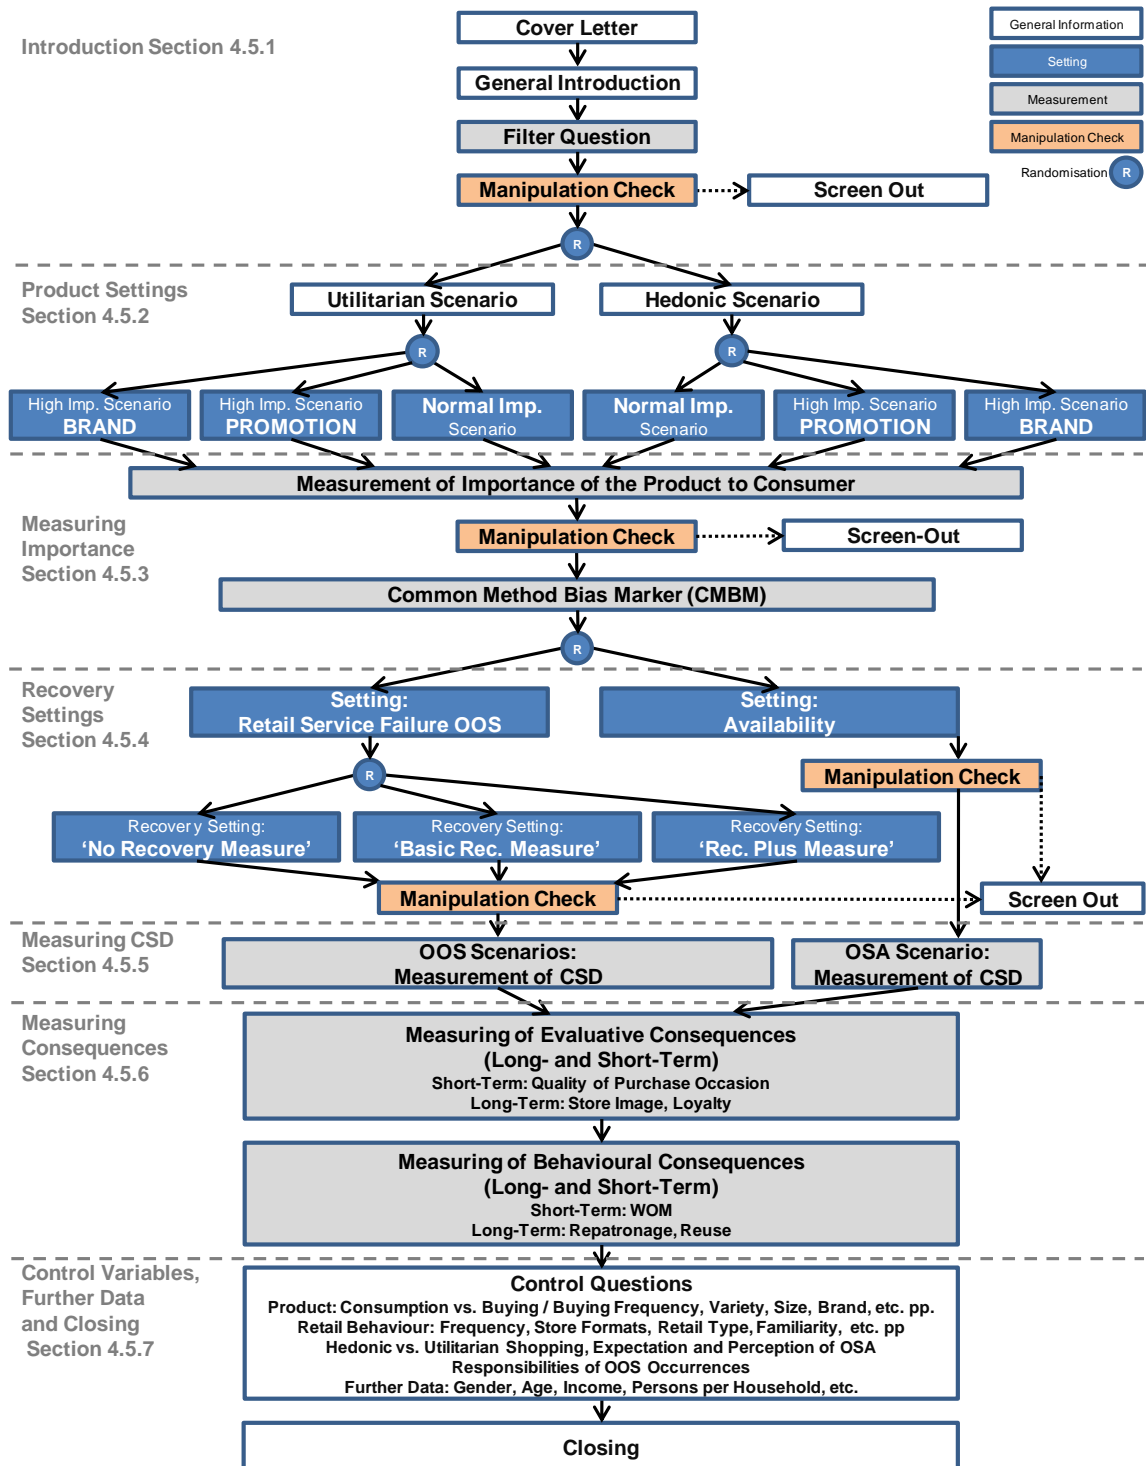 Cover Letter
General Information
Introduction Section 4.5.1
Setting
General Introduction
Measurement
Filter Question
Manipulation Check
Randomisation
R
Manipulation Check
Screen Out
R
Product Settings
Section 4.5.2
Utilitarian Scenario
Hedonic Scenario
R
R
High Imp. Scenario
BRAND
High Imp. Scenario
PROMOTION
Normal Imp.
Scenario
Normal Imp.
Scenario
High Imp. Scenario
PROMOTION
High Imp. Scenario
BRAND
Measurement of Importance of the Product to Consumer
Measuring
Importance
Section 4.5.3
Manipulation Check
Screen-Out
Common Method Bias Marker (CMBM)
R
Recovery
Settings
Section 4.5.4
Setting:
Retail Service Failure OOS
Setting:
Availability
R
Manipulation Check
Recovery Setting:
‘No Recovery Measure’
Recovery Setting:
‘Basic Rec. Measure’
Recovery Setting:
‘Rec. Plus Measure’
Manipulation Check
Screen Out
Measuring CSD
Section 4.5.5
OOS Scenarios:
Measurement of CSD
OSA Scenario:
Measurement of CSD
Measuring
Consequences
Section 4.5.6
Measuring of Evaluative Consequences
(Long- and Short-Term)
Short-Term: Quality of Purchase Occasion
Long-Term: Store Image, Loyalty
Measuring of Behavioural Consequences
(Long- and Short-Term)
Short-Term: WOM
Long-Term: Repatronage, Reuse
Control Variables,
Further Data
and Closing
Section 4.5.7
Control Questions
Product: Consumption vs. Buying / Buying Frequency, Variety, Size, Brand, etc. pp.
Retail Behaviour: Frequency, Store Formats, Retail Type, Familiarity, etc. pp
Hedonic vs. Utilitarian Shopping, Expectation and Perception of OSA
Responsibilities of OOS Occurrences
Further Data: Gender, Age, Income, Persons per Household, etc.
Closing